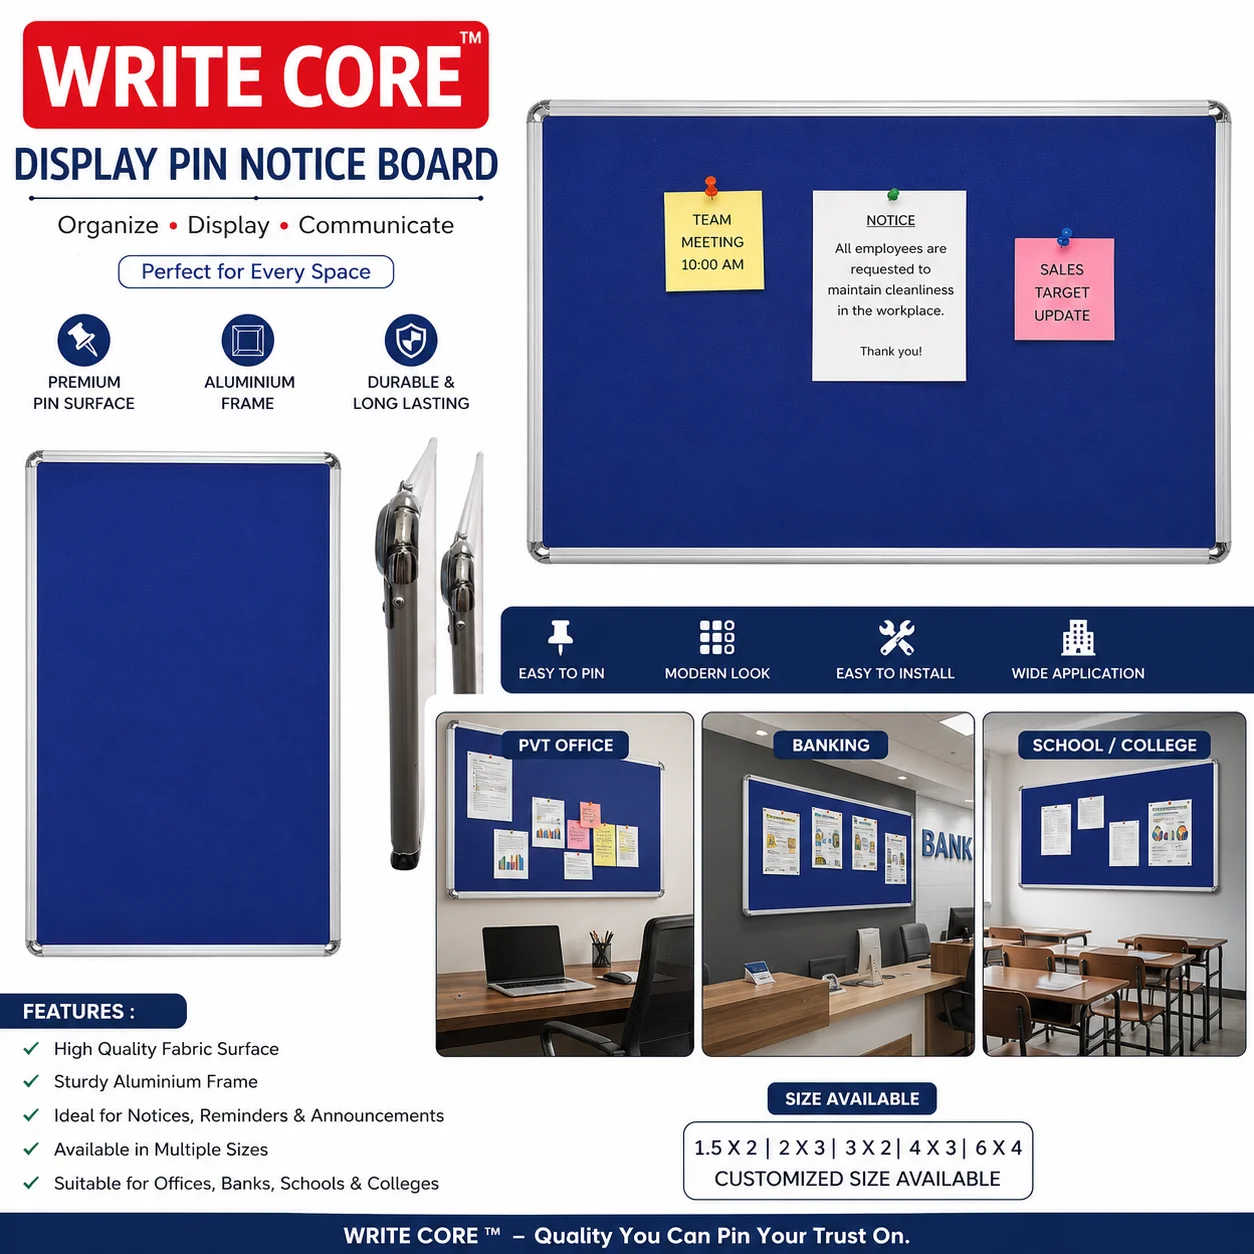 WRITE CORE™
DISPLAY PIN NOTICE BOARD
Organize • Display • Communicate
Perfect for Every Space
PREMIUM
PIN SURFACE
ALUMINIUM
FRAME
DURABLE &
LONG LASTING
TEAM
MEETING
10:00 AM
NOTICE
All employees are
requested to
maintain cleanliness
in the workplace.
Thank you!
SALES
TARGET
UPDATE
EASY TO PIN
MODERN LOOK
EASY TO INSTALL
WIDE APPLICATION
PVT OFFICE
BANKING
BANK
SCHOOL / COLLEGE
FEATURES :
High Quality Fabric Surface
Sturdy Aluminium Frame
Ideal for Notices, Reminders & Announcements
Available in Multiple Sizes
Suitable for Offices, Banks, Schools & Colleges
SIZE AVAILABLE
1.5 X 2 | 2 X 3 | 3 X 2 | 4 X 3 | 6 X 4
CUSTOMIZED SIZE AVAILABLE
WRITE CORE ™ – Quality You Can Pin Your Trust On.